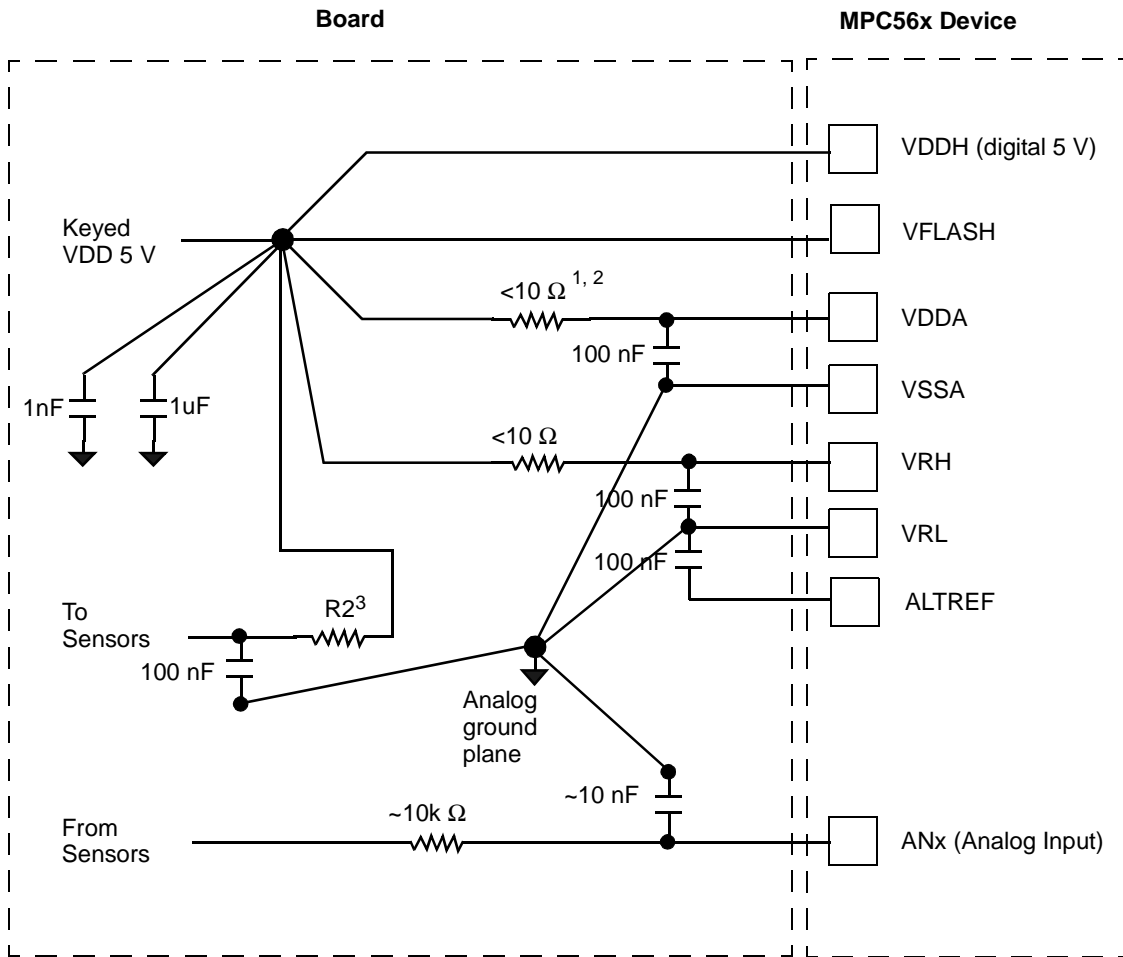 Board
MPC56x Device
VDDH (digital 5 V)
Keyed
VDD 5 V
VFLASH
<10 Ω 1, 2
VDDA
100 nF
1nF
1uF
VSSA
<10 Ω
VRH
100 nF
VRL
100 nF
ALTREF
To
Sensors
R23
100 nF
Analog
ground
plane
~10 nF
~10k Ω
From
Sensors
ANx (Analog Input)